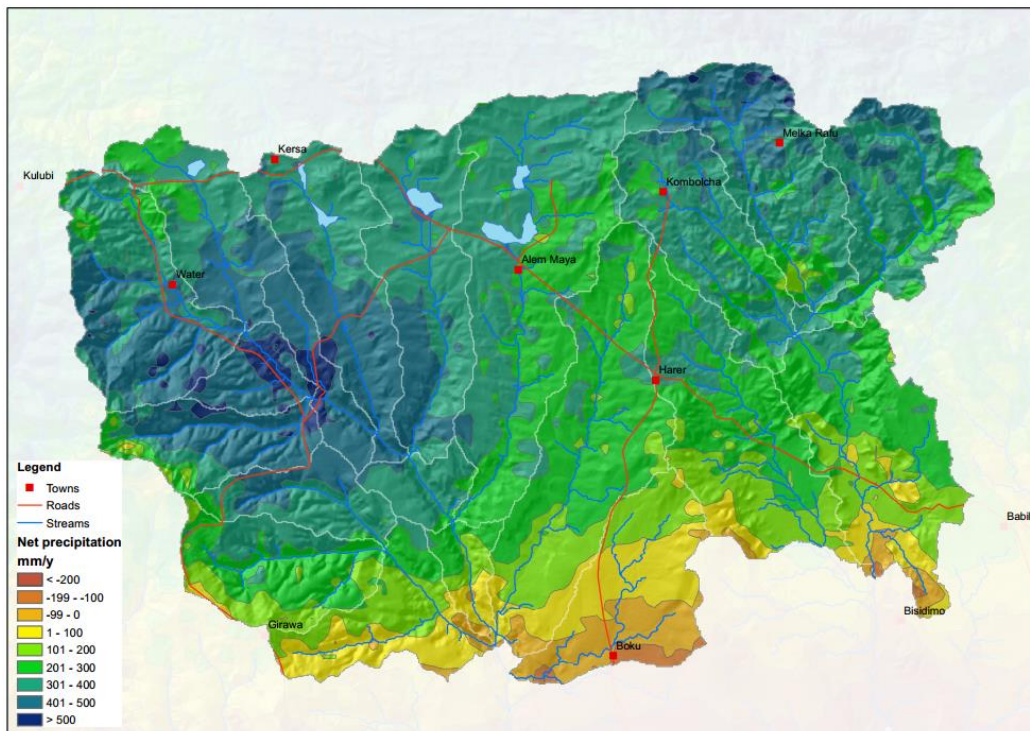 Kulubi
Kersa
Melka Rafu
Kombolcha
Water
Alem Maya
Harer
Babil
Bisidimo
Girawa
Boku
Legend
Towns
Roads
Streams
Net precipitation
mm/y
< -200
-199 - -100
-99 - 0
1 - 100
101 - 200
201 - 300
301 - 400
401 - 500
> 500